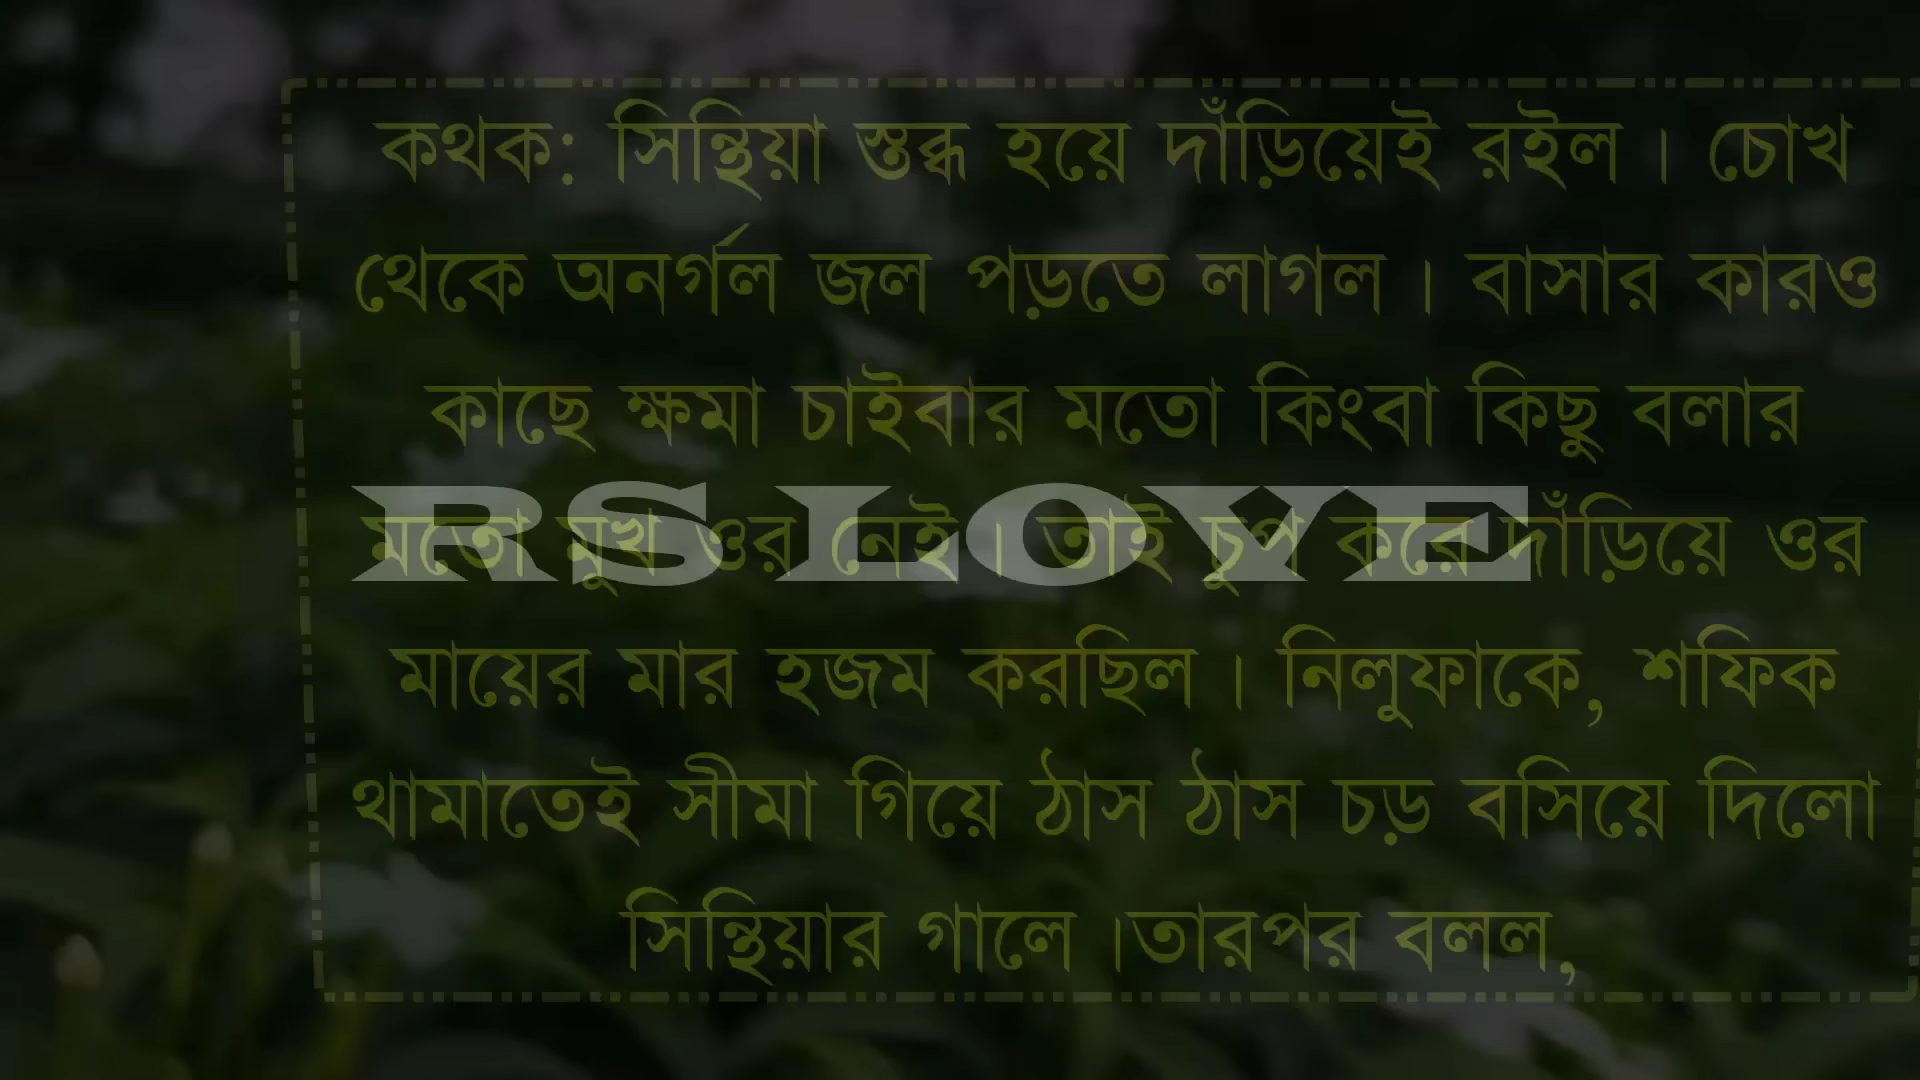 কথক: সিন্থিয়া স্তব্ধ হয়ে দাঁড়িয়েই রইল। চোখ
থেকে অনর্গল জল পড়তে লাগল। বাসার কারও
কাছে ক্ষমা চাইবার মতো কিংবা কিছু বলার
মতো মুখ ওর নেই। তাই চুপ করে দাঁড়িয়ে ওর
RS LOVE
মায়ের মার হজম করছিল। নিলুফাকে, শফিক
থামাতেই সীমা গিয়ে ঠাস ঠাস চড় বসিয়ে দিলো
সিন্থিয়ার গালে।তারপর বলল,